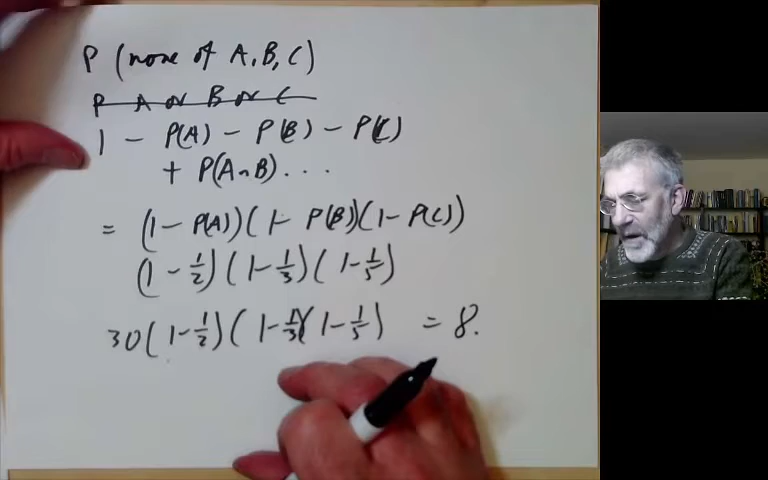 P (none of A, B, C)
P A or B or C
1 - P(A) - P(B) - P(C)
+ P(A∩B)...
= (1 - P(A))(1 - P(B))(1 - P(C))
(1 - 1/2)(1 - 1/3)(1 - 1/5)
30(1 - 1/2)(1 - 1/3)(1 - 1/5) = 8.